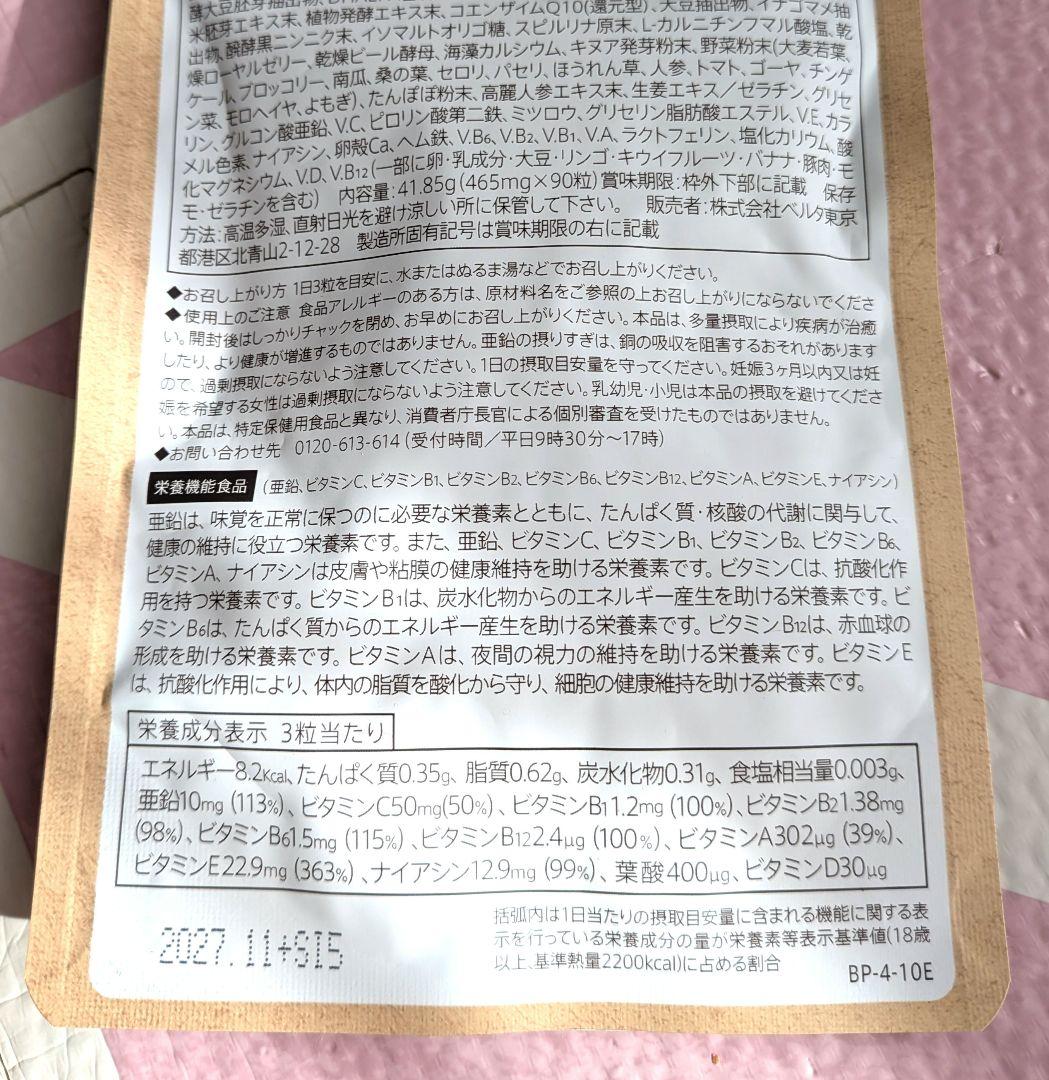 酵大豆胚芽抽出物、
米胚芽エキス末、植物発酵エキス末、コエンザイムQ10(還元型)、大豆抽出物、イナゴマメ抽
出物、醗酵黒ニンニク末、イソマルトオリゴ糖、スピルリナ原末、L-カルニチンフマル酸塩、乾
燥ローヤルゼリー、乾燥ビール酵母、海藻カルシウム、キヌア発芽粉末、野菜粉末(大麦若葉、
ケール、ブロッコリー、南瓜、桑の葉、セロリ、パセリ、ほうれん草、人参、トマト、ゴーヤ、チンゲ
ン菜、モロヘイヤ、よもぎ)、たんぽぽ粉末、高麗人参エキス末、生姜エキス／ゼラチン、グリセ
リン、グルコン酸亜鉛、V.C、ピロリン酸第二鉄、ミツロウ、グリセリン脂肪酸エステル、V.E、カラ
メル色素、ナイアシン、卵殻Ca、ヘム鉄、V.B6、V.B2、V.B1、V.A、ラクトフェリン、塩化カリウム、酸
化マグネシウム、V.D、V.B12 (一部に卵・乳成分・大豆・リンゴ・キウイフルーツ・バナナ・豚肉・モ
モ・ゼラチンを含む) 内容量：41.85g(465mg×90粒) 賞味期限：枠外下部に記載 保存
方法：高温多湿、直射日光を避け涼しい所に保管して下さい。 販売者：株式会社ベルタ東京
都港区北青山2-12-28 製造所固有記号は賞味期限の右に記載
◆お召し上がり方 1日3粒を目安に、水またはぬるま湯などでお召し上がりください。
◆使用上のご注意 食品アレルギーのある方は、原材料名をご参照の上お召し上がりにならないでくださ
い。開封後はしっかりチャックを閉め、お早めにお召し上がりください。本品は、多量摂取により疾病が治癒
したり、より健康が増進するものではありません。亜鉛の摂りすぎは、銅の吸収を阻害するおそれがあります
ので、過剰摂取にならないよう注意してください。1日の摂取目安量を守ってください。妊娠3ヶ月以内又は妊
娠を希望する女性は過剰摂取にならないよう注意してください。乳幼児・小児は本品の摂取を避けてくださ
い。本品は、特定保健用食品と異なり、消費者庁長官による個別審査を受けたものではありません。
◆お問い合わせ先 0120-613-614 (受付時間／平日9時30分〜17時)
栄養機能食品 (亜鉛、ビタミンC、ビタミンB1、ビタミンB2、ビタミンB6、ビタミンB12、ビタミンA、ビタミンE、ナイアシン)
亜鉛は、味覚を正常に保つのに必要な栄養素とともに、たんぱく質・核酸の代謝に関与して、
健康の維持に役立つ栄養素です。また、亜鉛、ビタミンC、ビタミンB1、ビタミンB2、ビタミンB6、
ビタミンA、ナイアシンは皮膚や粘膜の健康維持を助ける栄養素です。ビタミンCは、抗酸化作
用を持つ栄養素です。ビタミンB1は、炭水化物からのエネルギー産生を助ける栄養素です。ビ
タミンB6は、たんぱく質からのエネルギー産生を助ける栄養素です。ビタミンB12は、赤血球の
形成を助ける栄養素です。ビタミンAは、夜間の視力の維持を助ける栄養素です。ビタミンE
は、抗酸化作用により、体内の脂質を酸化から守り、細胞の健康維持を助ける栄養素です。
栄養成分表示 3粒当たり
エネルギー8.2Kcal、たんぱく質0.35g、脂質0.62g、炭水化物0.31g、食塩相当量0.003g、
亜鉛10mg (113%)、ビタミンC50mg(50%)、ビタミンB11.2mg (100%)、ビタミンB21.38mg
(98%)、ビタミンB61.5mg (115%)、ビタミンB122.4μg (100%)、ビタミンA302μg (39%)、
ビタミンE22.9mg (363%)、ナイアシン12.9mg (99%)、葉酸400μg、ビタミンD30μg
2027.11+S15
括弧内は1日当たりの摂取目安量に含まれる機能に関する表
示を行っている栄養成分の量が栄養素等表示基準値(18歳
以上、基準熱量2200kcal)に占める割合
BP-4-10E